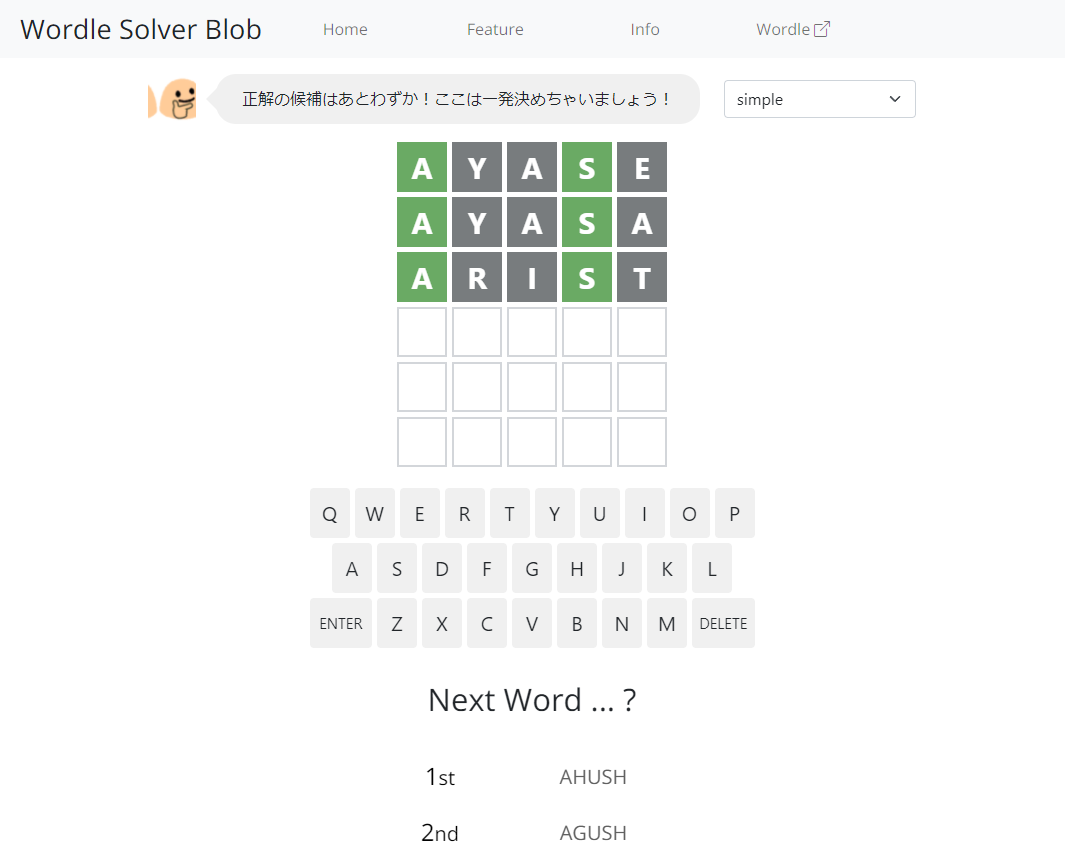 Wordle Solver Blob Home Feature Info Wordle
正解の候補はあとわずか！ここは一発決めちゃいましょう！ simple
A Y A S E
A Y A S A
A R I S T
Q W E R T Y U I O P
A S D F G H J K L
ENTER Z X C V B N M DELETE
Next Word ... ?
1st AHUSH
2nd AGUSH